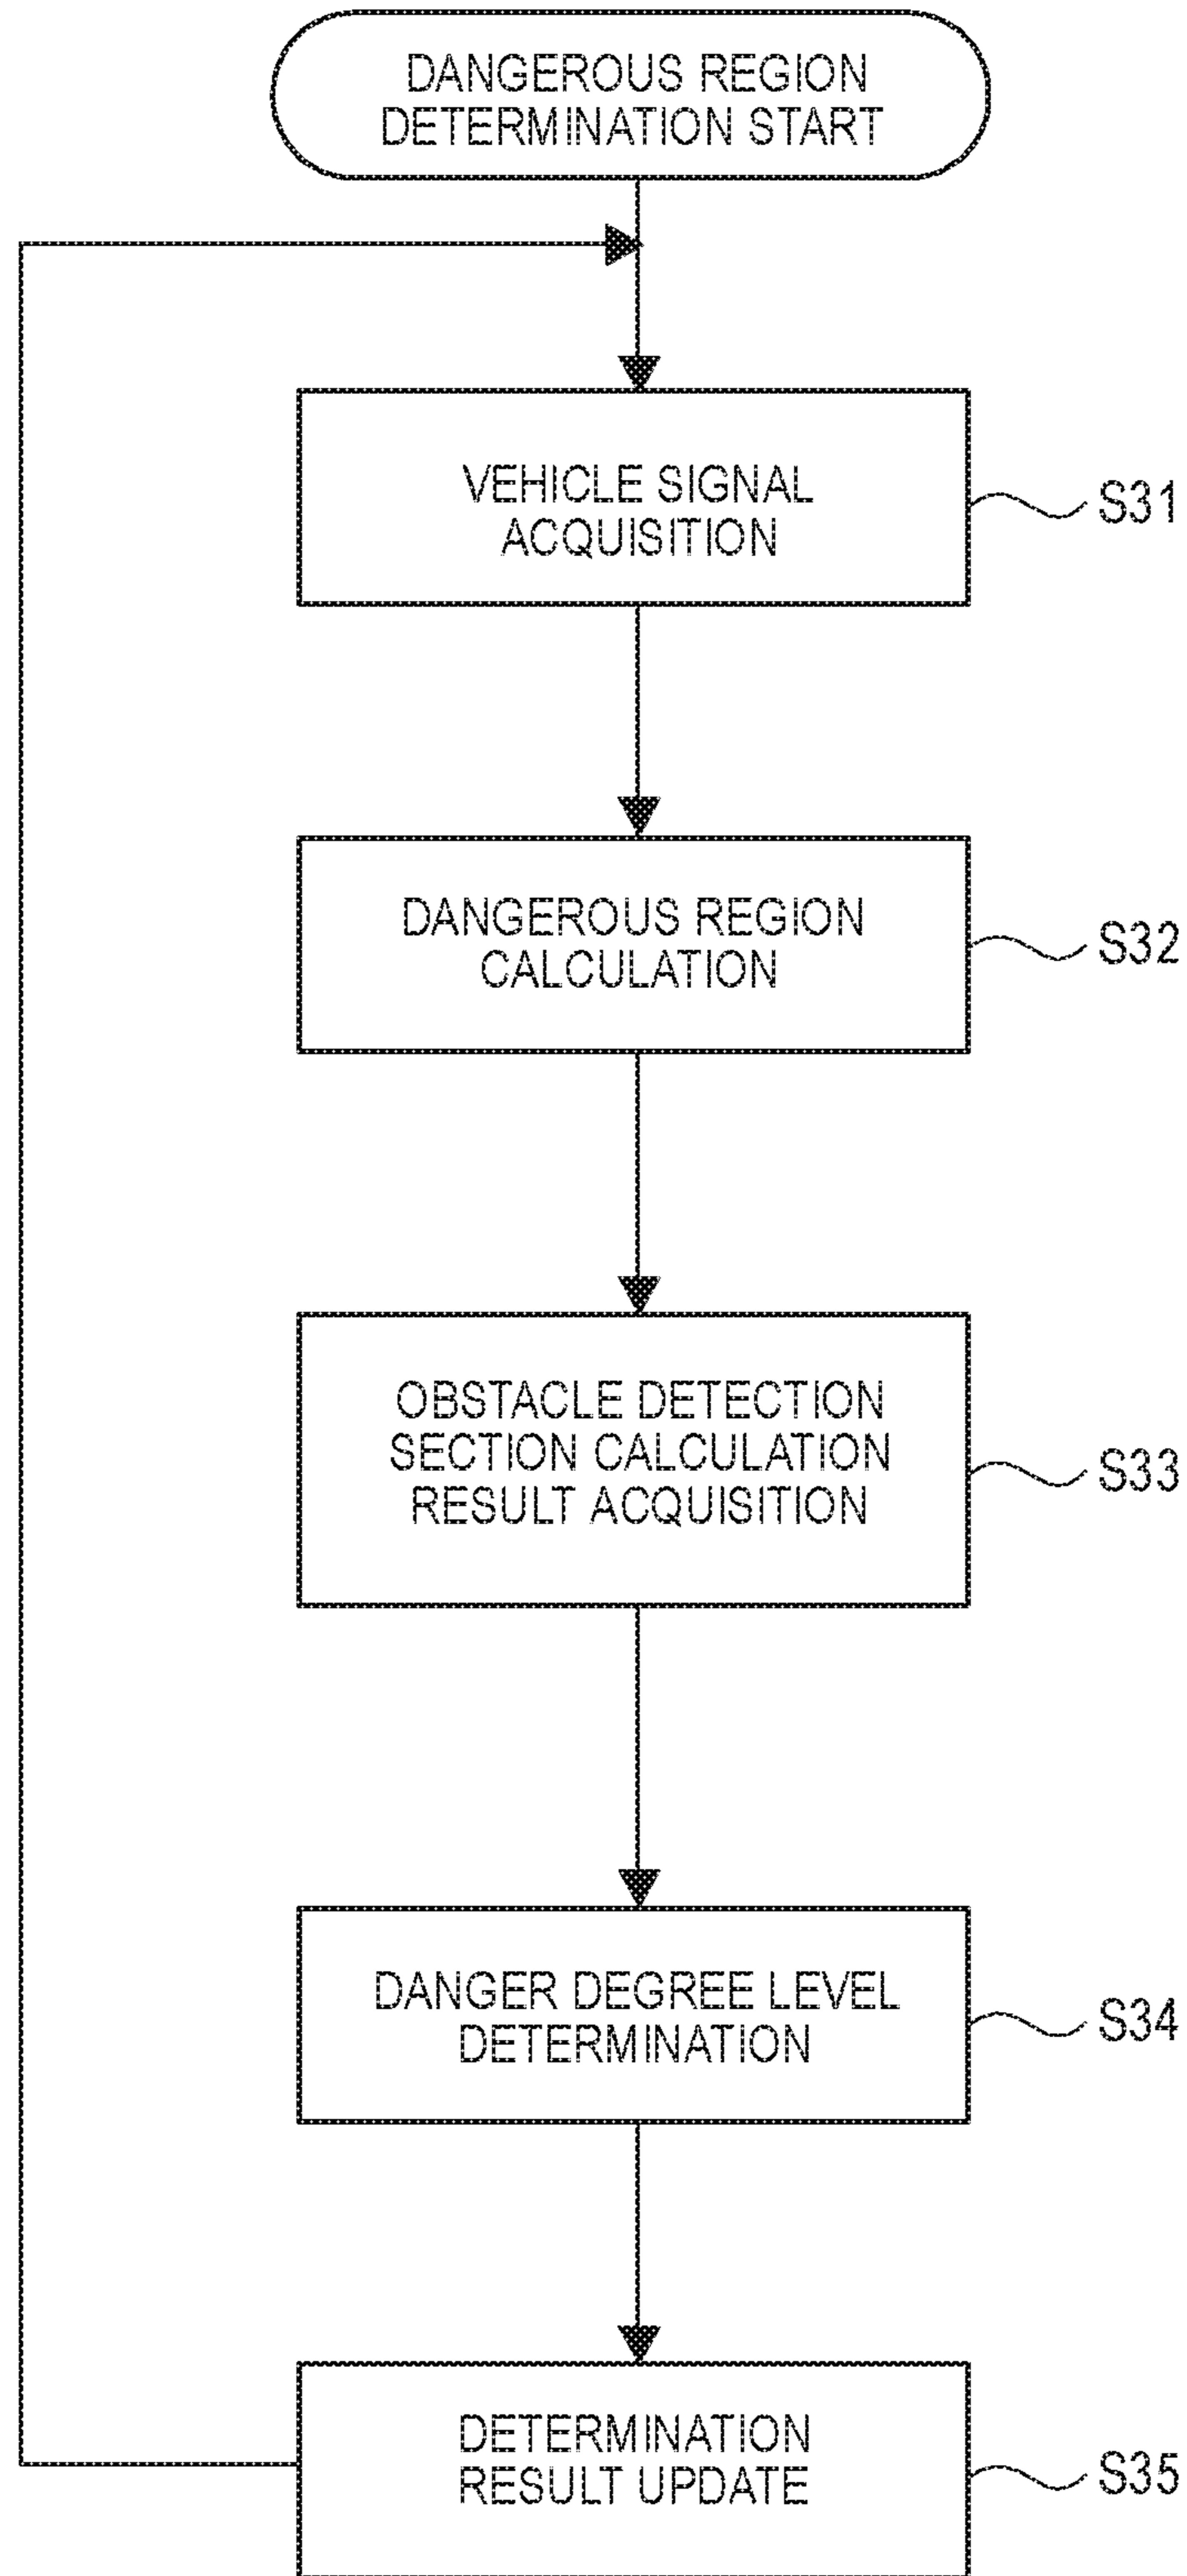 DANGEROUS REGION
DETERMINATION START
VEHICLE SIGNAL
ACQUISITION
S31
DANGEROUS REGION
CALCULATION
S32
OBSTACLE DETECTION
SECTION CALCULATION
RESULT ACQUISITION
S33
DANGER DEGREE LEVEL
DETERMINATION
S34
DETERMINATION
RESULT UPDATE
S35